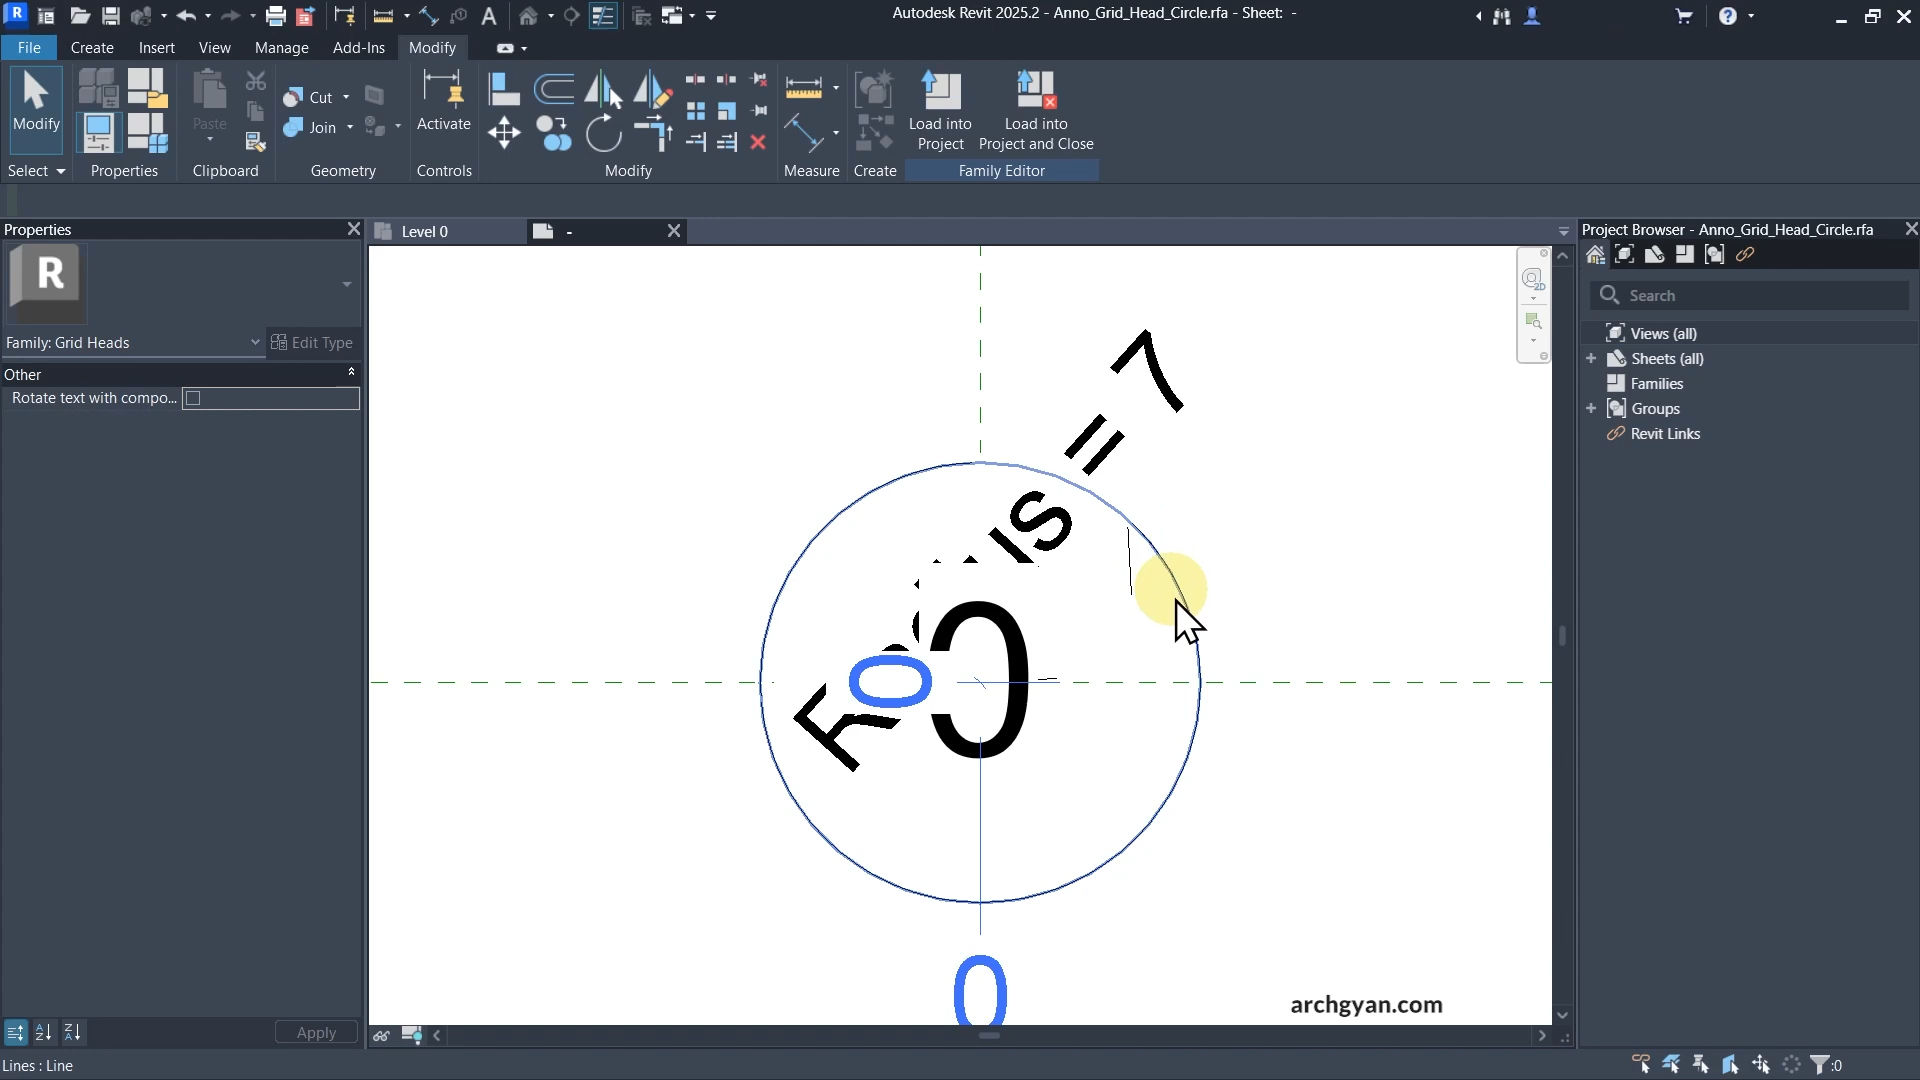 Autodesk Revit 2025.2 - Anno_Grid_Head_Circle.rfa - Sheet: -
File
Create
Insert
View
Manage
Add-Ins
Modify
Modify
Paste
Cut
Join
Activate
Load into
Project
Load into
Project and Close
Select
Properties
Clipboard
Geometry
Controls
Modify
Measure
Create
Family Editor
Properties
Level 0
-
Project Browser - Anno_Grid_Head_Circle.rfa
R
Search
Family: Grid Heads
Edit Type
Views (all)
Other
Sheets (all)
Rotate text with compo...
Families
Groups
Revit Links
is = 7
0
0
archgyan.com
Apply
Lines : Line
:0